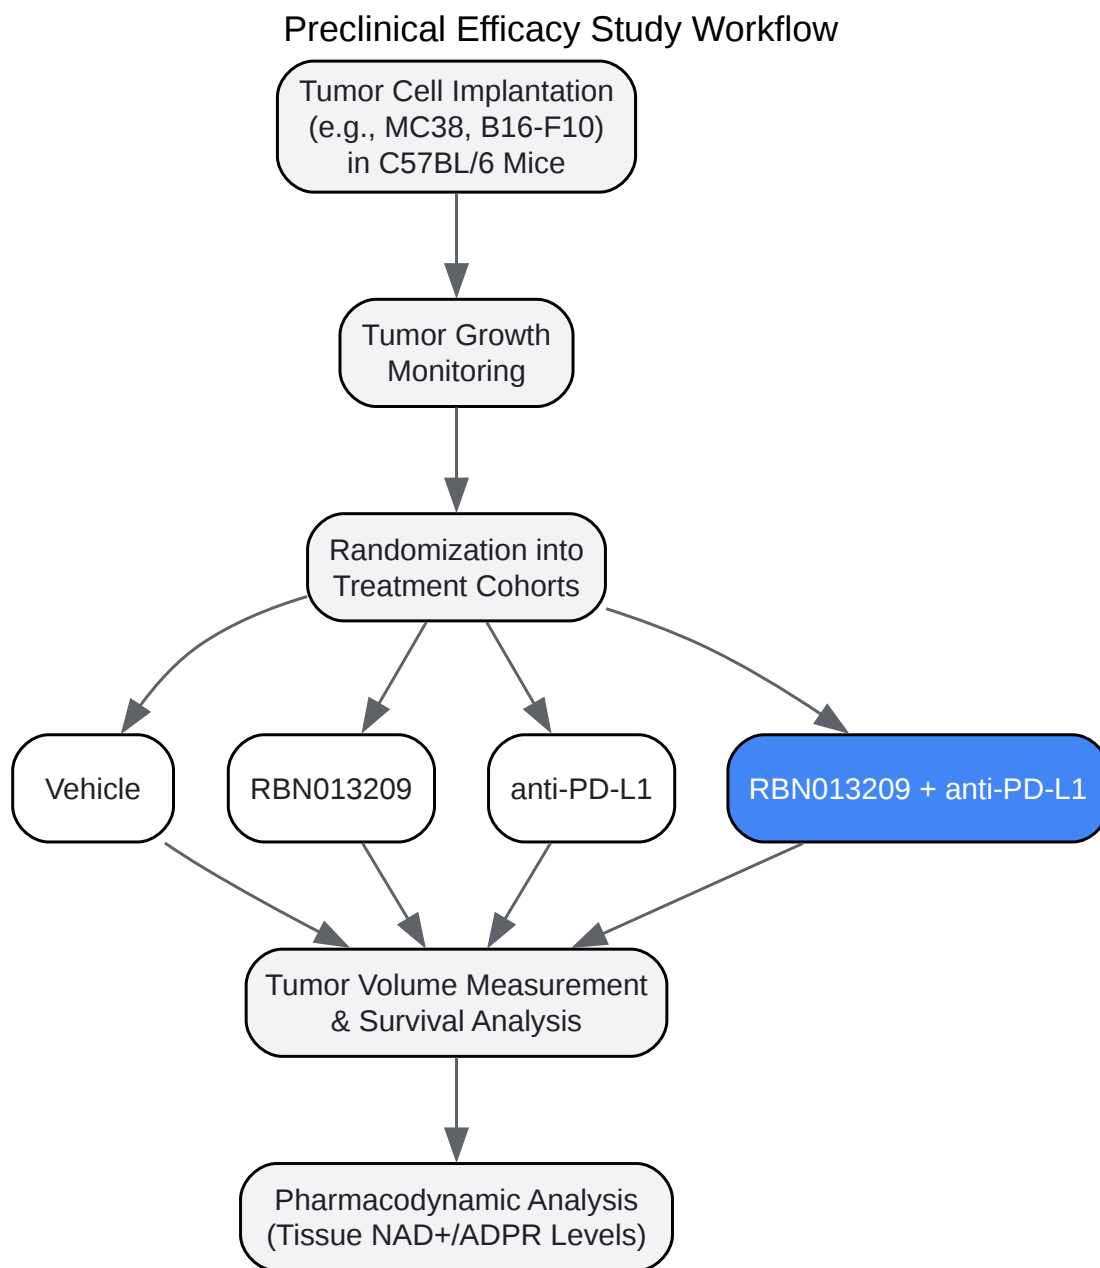 Preclinical Efficacy Study Workflow
Tumor Cell Implantation
(e.g., MC38, B16-F10)
in C57BL/6 Mice
Tumor Growth
Monitoring
Randomization into
Treatment Cohorts
Vehicle
RBN013209
anti-PD-L1
RBN013209 + anti-PD-L1
Tumor Volume Measurement
& Survival Analysis
Pharmacodynamic Analysis
(Tissue NAD+/ADPR Levels)